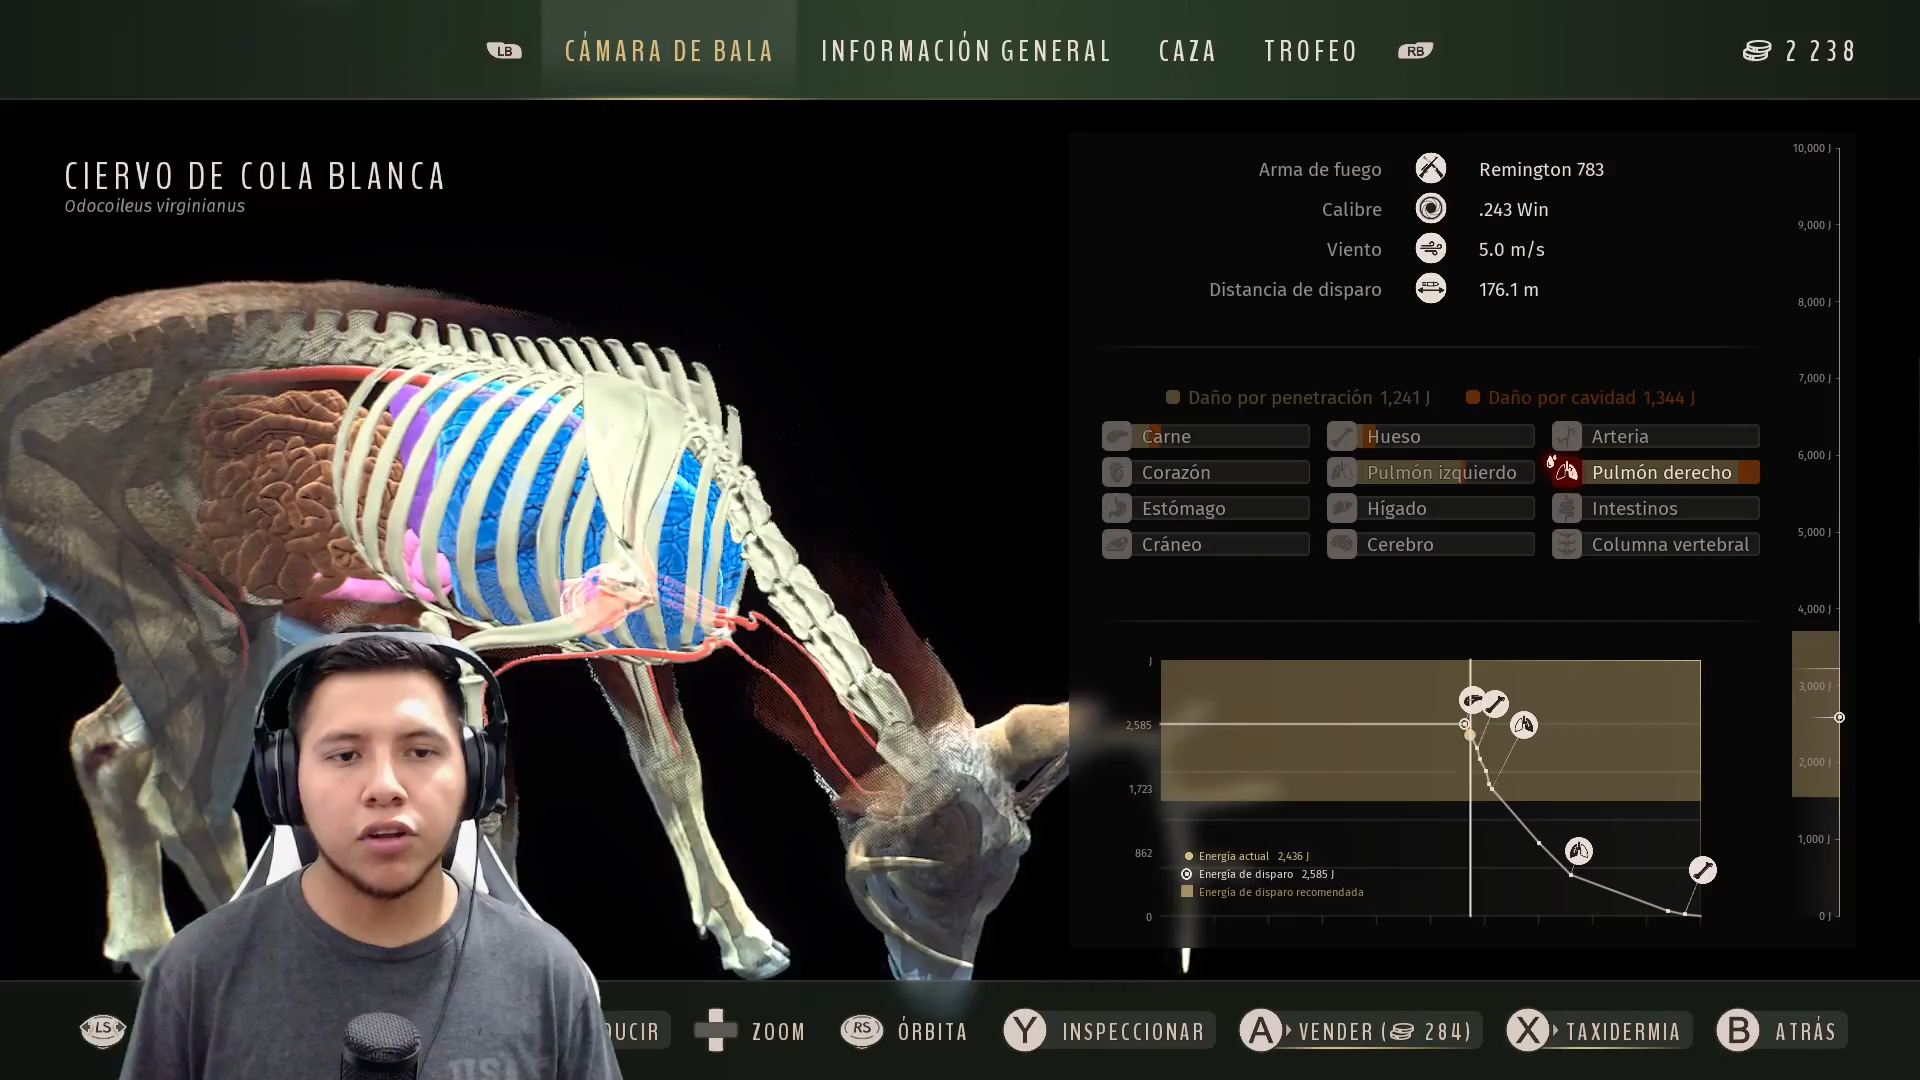 LB CÁMARA DE BALA INFORMACIÓN GENERAL CAZA TROFEO RB 2 238
CIERVO DE COLA BLANCA
Odocoileus virginianus
Arma de fuego Remington 783
Calibre .243 Win
Viento 5.0 m/s
Distancia de disparo 176.1 m
Daño por penetración 1,241 J Daño por cavidad 1,344 J
Carne Hueso Arteria
Corazón Pulmón izquierdo Pulmón derecho
Estómago Hígado Intestinos
Cráneo Cerebro Columna vertebral
J
2,585
1,723
862
0
Energía actual 2,436 J
Energía de disparo 2,585 J
Energía de disparo recomendada
10,000 J
9,000 J
8,000 J
7,000 J
6,000 J
5,000 J
4,000 J
3,000 J
2,000 J
1,000 J
0 J
LS DUCIR ZOOM RS ÓRBITA Y INSPECCIONAR A VENDER ( 284) X TAXIDERMIA B ATRÁS